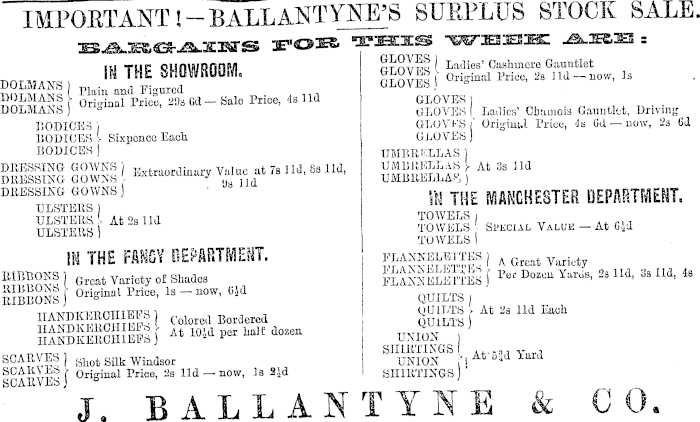 IMPORTANT!—BALLANTYNE'S SURPLUS STOCK SALE.
BARGAINS FOR THIS WEEK ARE:
IN THE SHOWROOM.
DOLMANS
DOLMANS
DOLMANS
Plain and Figured
Original Price, 29s 6d — Sale Price, 4s 11d
BODICES
BODICES
BODICES
Sixpence Each
DRESSING GOWNS
DRESSING GOWNS
DRESSING GOWNS
Extraordinary Value at 7s 11d, 8s 11d,
9s 11d
ULSTERS
ULSTERS
ULSTERS
At 2s 11d
IN THE FANCY DEPARTMENT.
RIBBONS
RIBBONS
RIBBONS
Great Variety of Shades
Original Price, 1s — now, 6½d
HANDKERCHIEFS
HANDKERCHIEFS
HANDKERCHIEFS
Colored Bordered
At 10½d per half dozen
SCARVES
SCARVES
SCARVES
Shot Silk Windsor
Original Price, 2s 11d — now, 1s 2½d
GLOVES
GLOVES
GLOVES
Ladies' Cashmere Gauntlet
Original Price, 2s 11d — now, 1s
GLOVES
GLOVES
GLOVES
GLOVES
Ladies' Chamois Gauntlet, Driving
Original Price, 4s 6d — now, 2s 6d
UMBRELLAS
UMBRELLAS
UMBRELLAS
At 3s 11d
IN THE MANCHESTER DEPARTMENT.
TOWELS
TOWELS
TOWELS
SPECIAL VALUE — At 6½d
FLANNELETTES
FLANNELETTES
FLANNELETTES
A Great Variety
Per Dozen Yards, 2s 11d, 3s 11d, 4s
QUILTS
QUILTS
QUILTS
At 2s 11d Each
UNION
SHIRTINGS
UNION
SHIRTINGS
At 5¾d Yard
J. BALLANTYNE & CO.